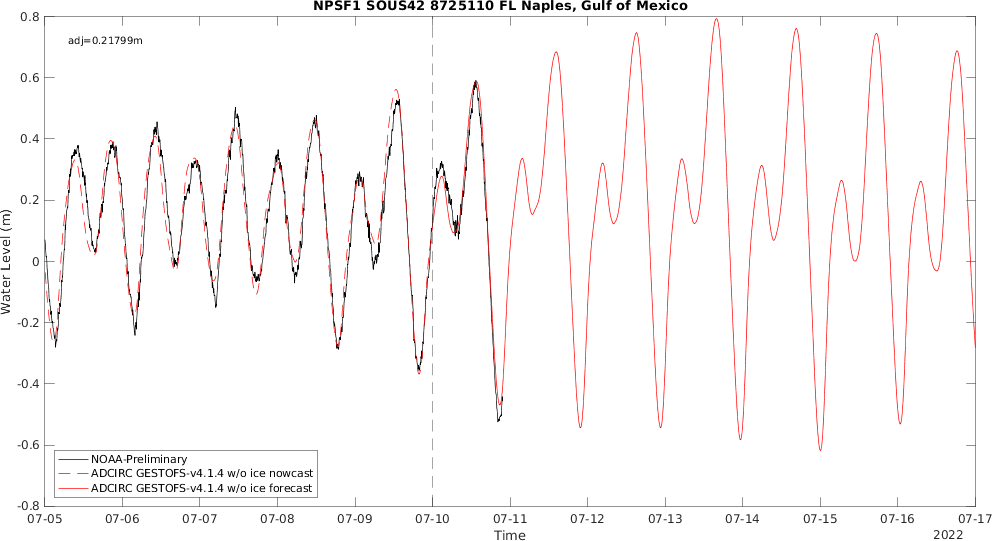 NPSF1 SOUS42 8725110 FL Naples, Gulf of Mexico
adj=0.21799m
0.8
0.6
0.4
0.2
0
-0.2
-0.4
-0.6
-0.8
Water Level (m)
NOAA-Preliminary
ADCIRC GESTOFS-v4.1.4 w/o ice nowcast
ADCIRC GESTOFS-v4.1.4 w/o ice forecast
07-05 07-06 07-07 07-08 07-09 07-10 07-11 07-12 07-13 07-14 07-15 07-16 07-17
Time
2022